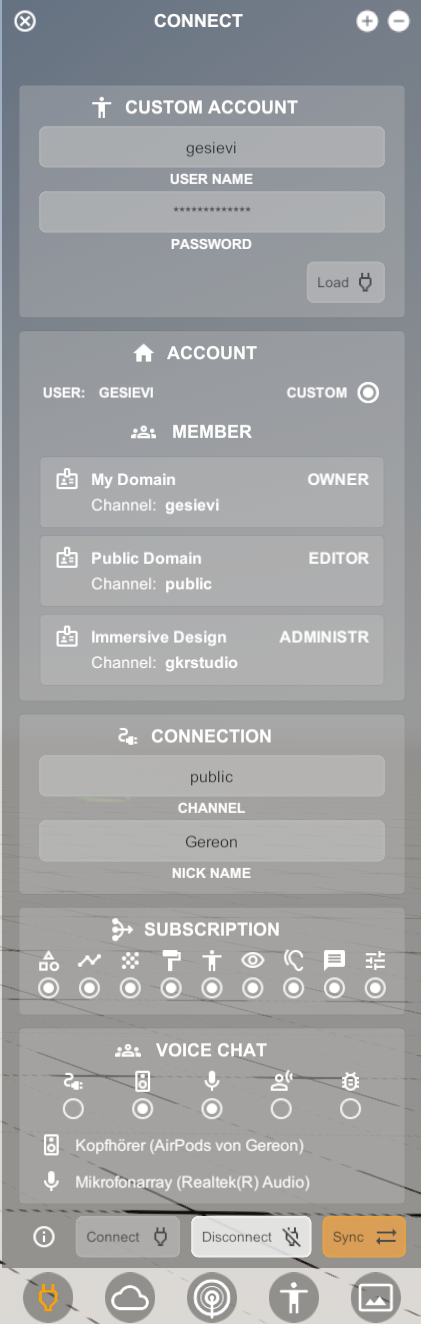 CONNECT
CUSTOM ACCOUNT
gesievi
USER NAME
*************
PASSWORD
Load
ACCOUNT
USER: GESIEVI CUSTOM
MEMBER
My Domain OWNER
Channel: gesievi
Public Domain EDITOR
Channel: public
Immersive Design ADMINISTR
Channel: gkrstudio
CONNECTION
public
CHANNEL
Gereon
NICK NAME
SUBSCRIPTION
VOICE CHAT
Kopfhörer (AirPods von Gereon)
Mikrofonarray (Realtek(R) Audio)
Connect Disconnect Sync